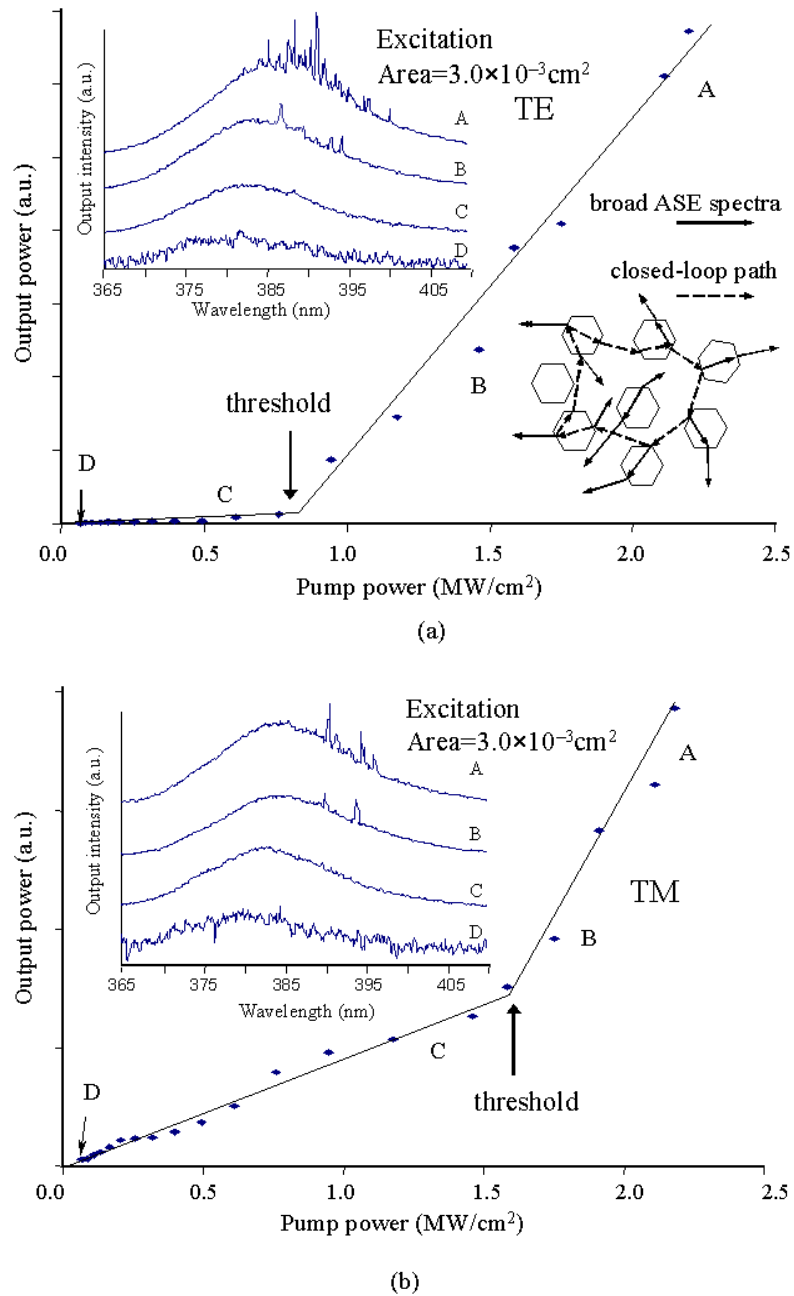 Excitation
Area=3.0×10⁻³cm²
TE
A
B
C
D
Output intensity (a.u.)
365 375 385 395 405
Wavelength (nm)
Output power (a.u.)
A
broad ASE spectra
closed-loop path
B
threshold
D
C
0.0 0.5 1.0 1.5 2.0 2.5
Pump power (MW/cm²)
(a)
Excitation
Area=3.0×10⁻³cm²
A
B
C
D
Output intensity (a.u.)
365 375 385 395 405
Wavelength (nm)
Output power (a.u.)
A
TM
B
C
D
threshold
0.0 0.5 1.0 1.5 2.0 2.5
Pump power (MW/cm²)
(b)